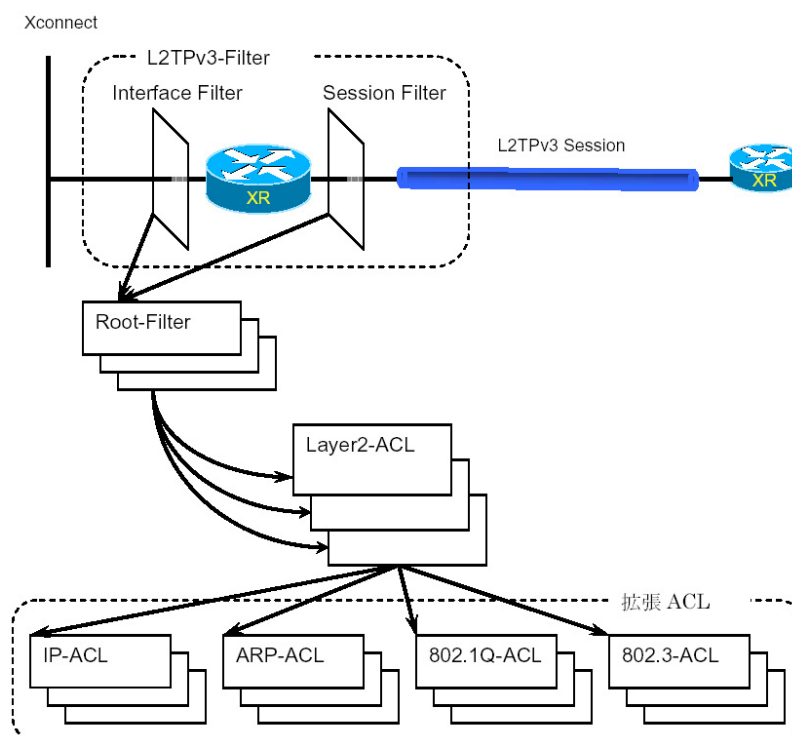 Xconnect
L2TPv3-Filter
Interface Filter
Session Filter
L2TPv3 Session
XR
XR
Root-Filter
Layer2-ACL
拡張 ACL
IP-ACL
ARP-ACL
802.1Q-ACL
802.3-ACL